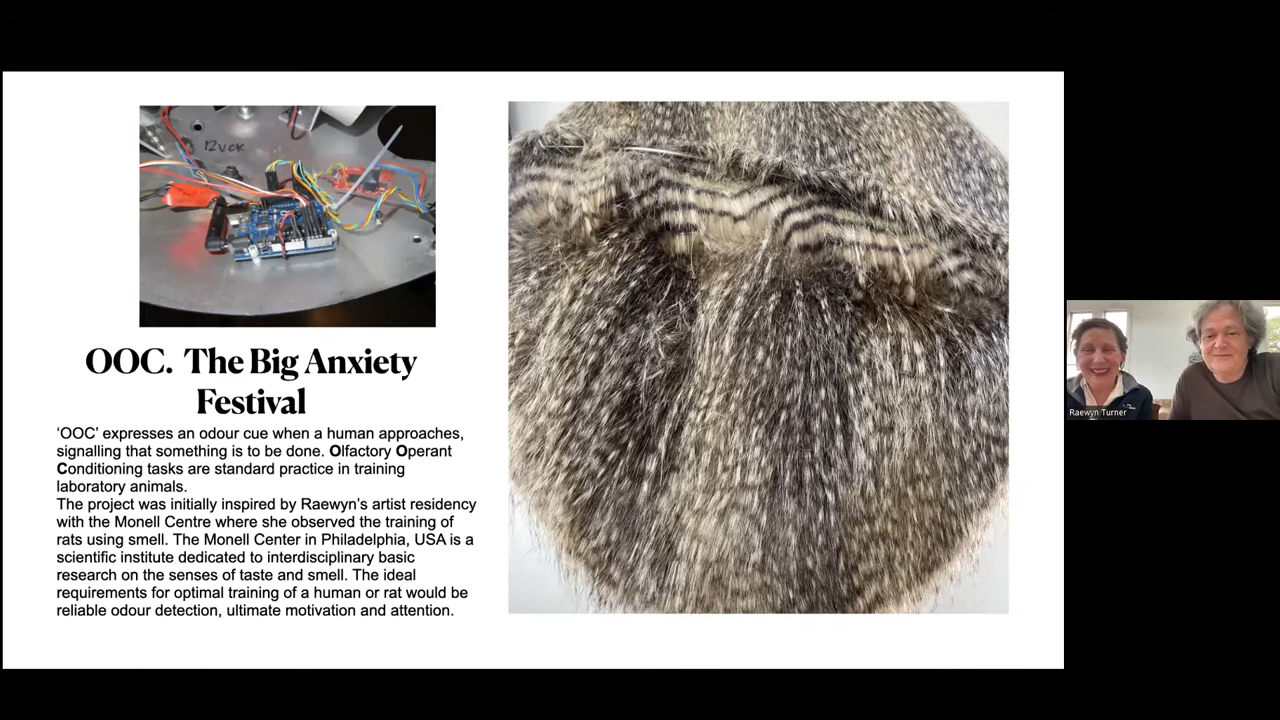 12VOK
OOC. The Big Anxiety
Festival
‘OOC’ expresses an odour cue when a human approaches,
signalling that something is to be done. Olfactory Operant
Conditioning tasks are standard practice in training
laboratory animals.
The project was initially inspired by Raewyn’s artist residency
with the Monell Centre where she observed the training of
rats using smell. The Monell Center in Philadelphia, USA is a
scientific institute dedicated to interdisciplinary basic
research on the senses of taste and smell. The ideal
requirements for optimal training of a human or rat would be
reliable odour detection, ultimate motivation and attention.
Raewyn Turner